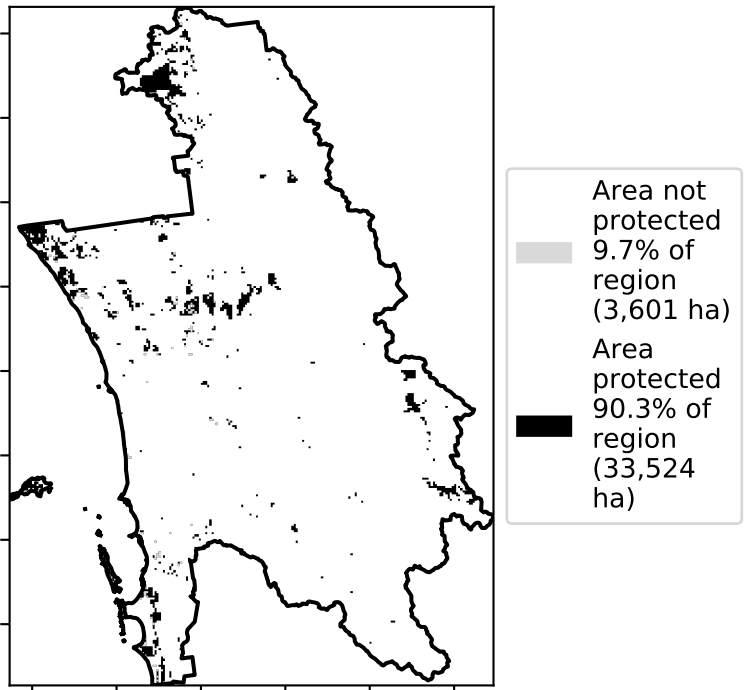 Area not
protected
9.7% of
region
(3,601 ha)
Area
protected
90.3% of
region
(33,524
ha)